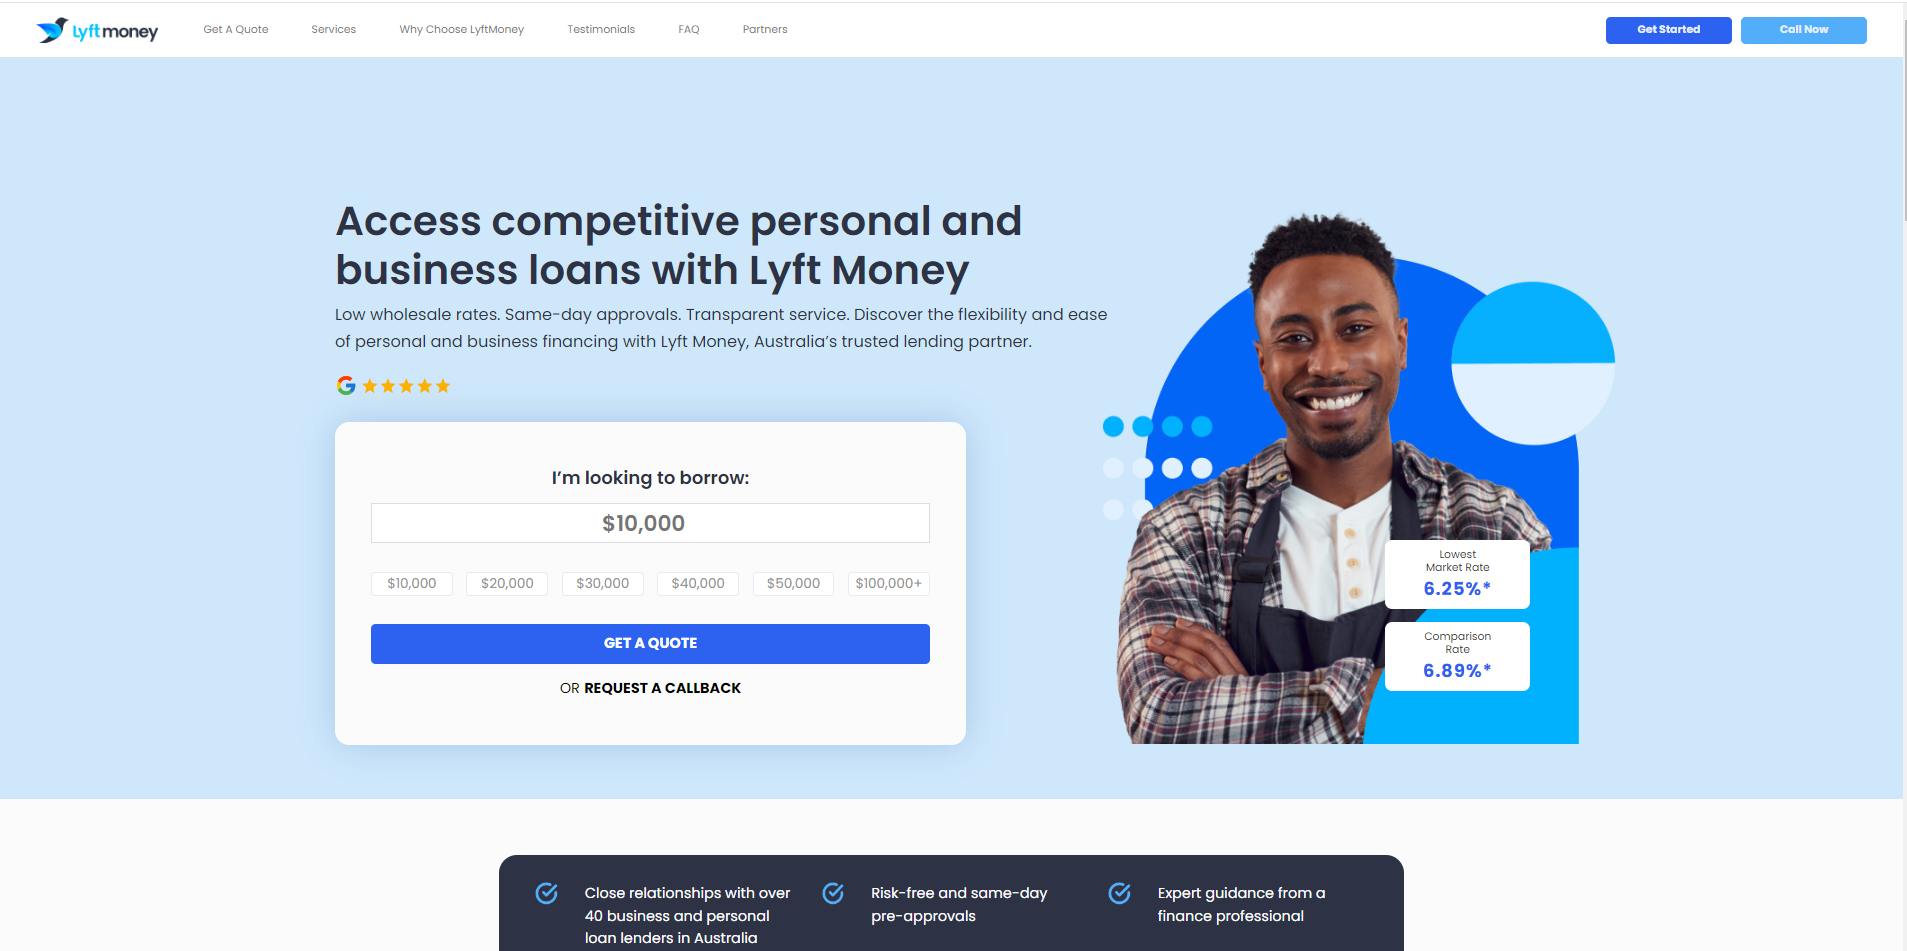 Lyftmoney
Get A Quote
Services
Why Choose LyftMoney
Testimonials
FAQ
Partners
Get Started
Call Now
Access competitive personal and
business loans with Lyft Money
Low wholesale rates. Same-day approvals. Transparent service. Discover the flexibility and ease
of personal and business financing with Lyft Money, Australia’s trusted lending partner.
G
I’m looking to borrow:
$10,000
$10,000
$20,000
$30,000
$40,000
$50,000
$100,000+
GET A QUOTE
OR REQUEST A CALLBACK
Lowest
Market Rate
6.25%*
Comparison
Rate
6.89%*
Close relationships with over
40 business and personal
loan lenders in Australia
Risk-free and same-day
pre-approvals
Expert guidance from a
finance professional